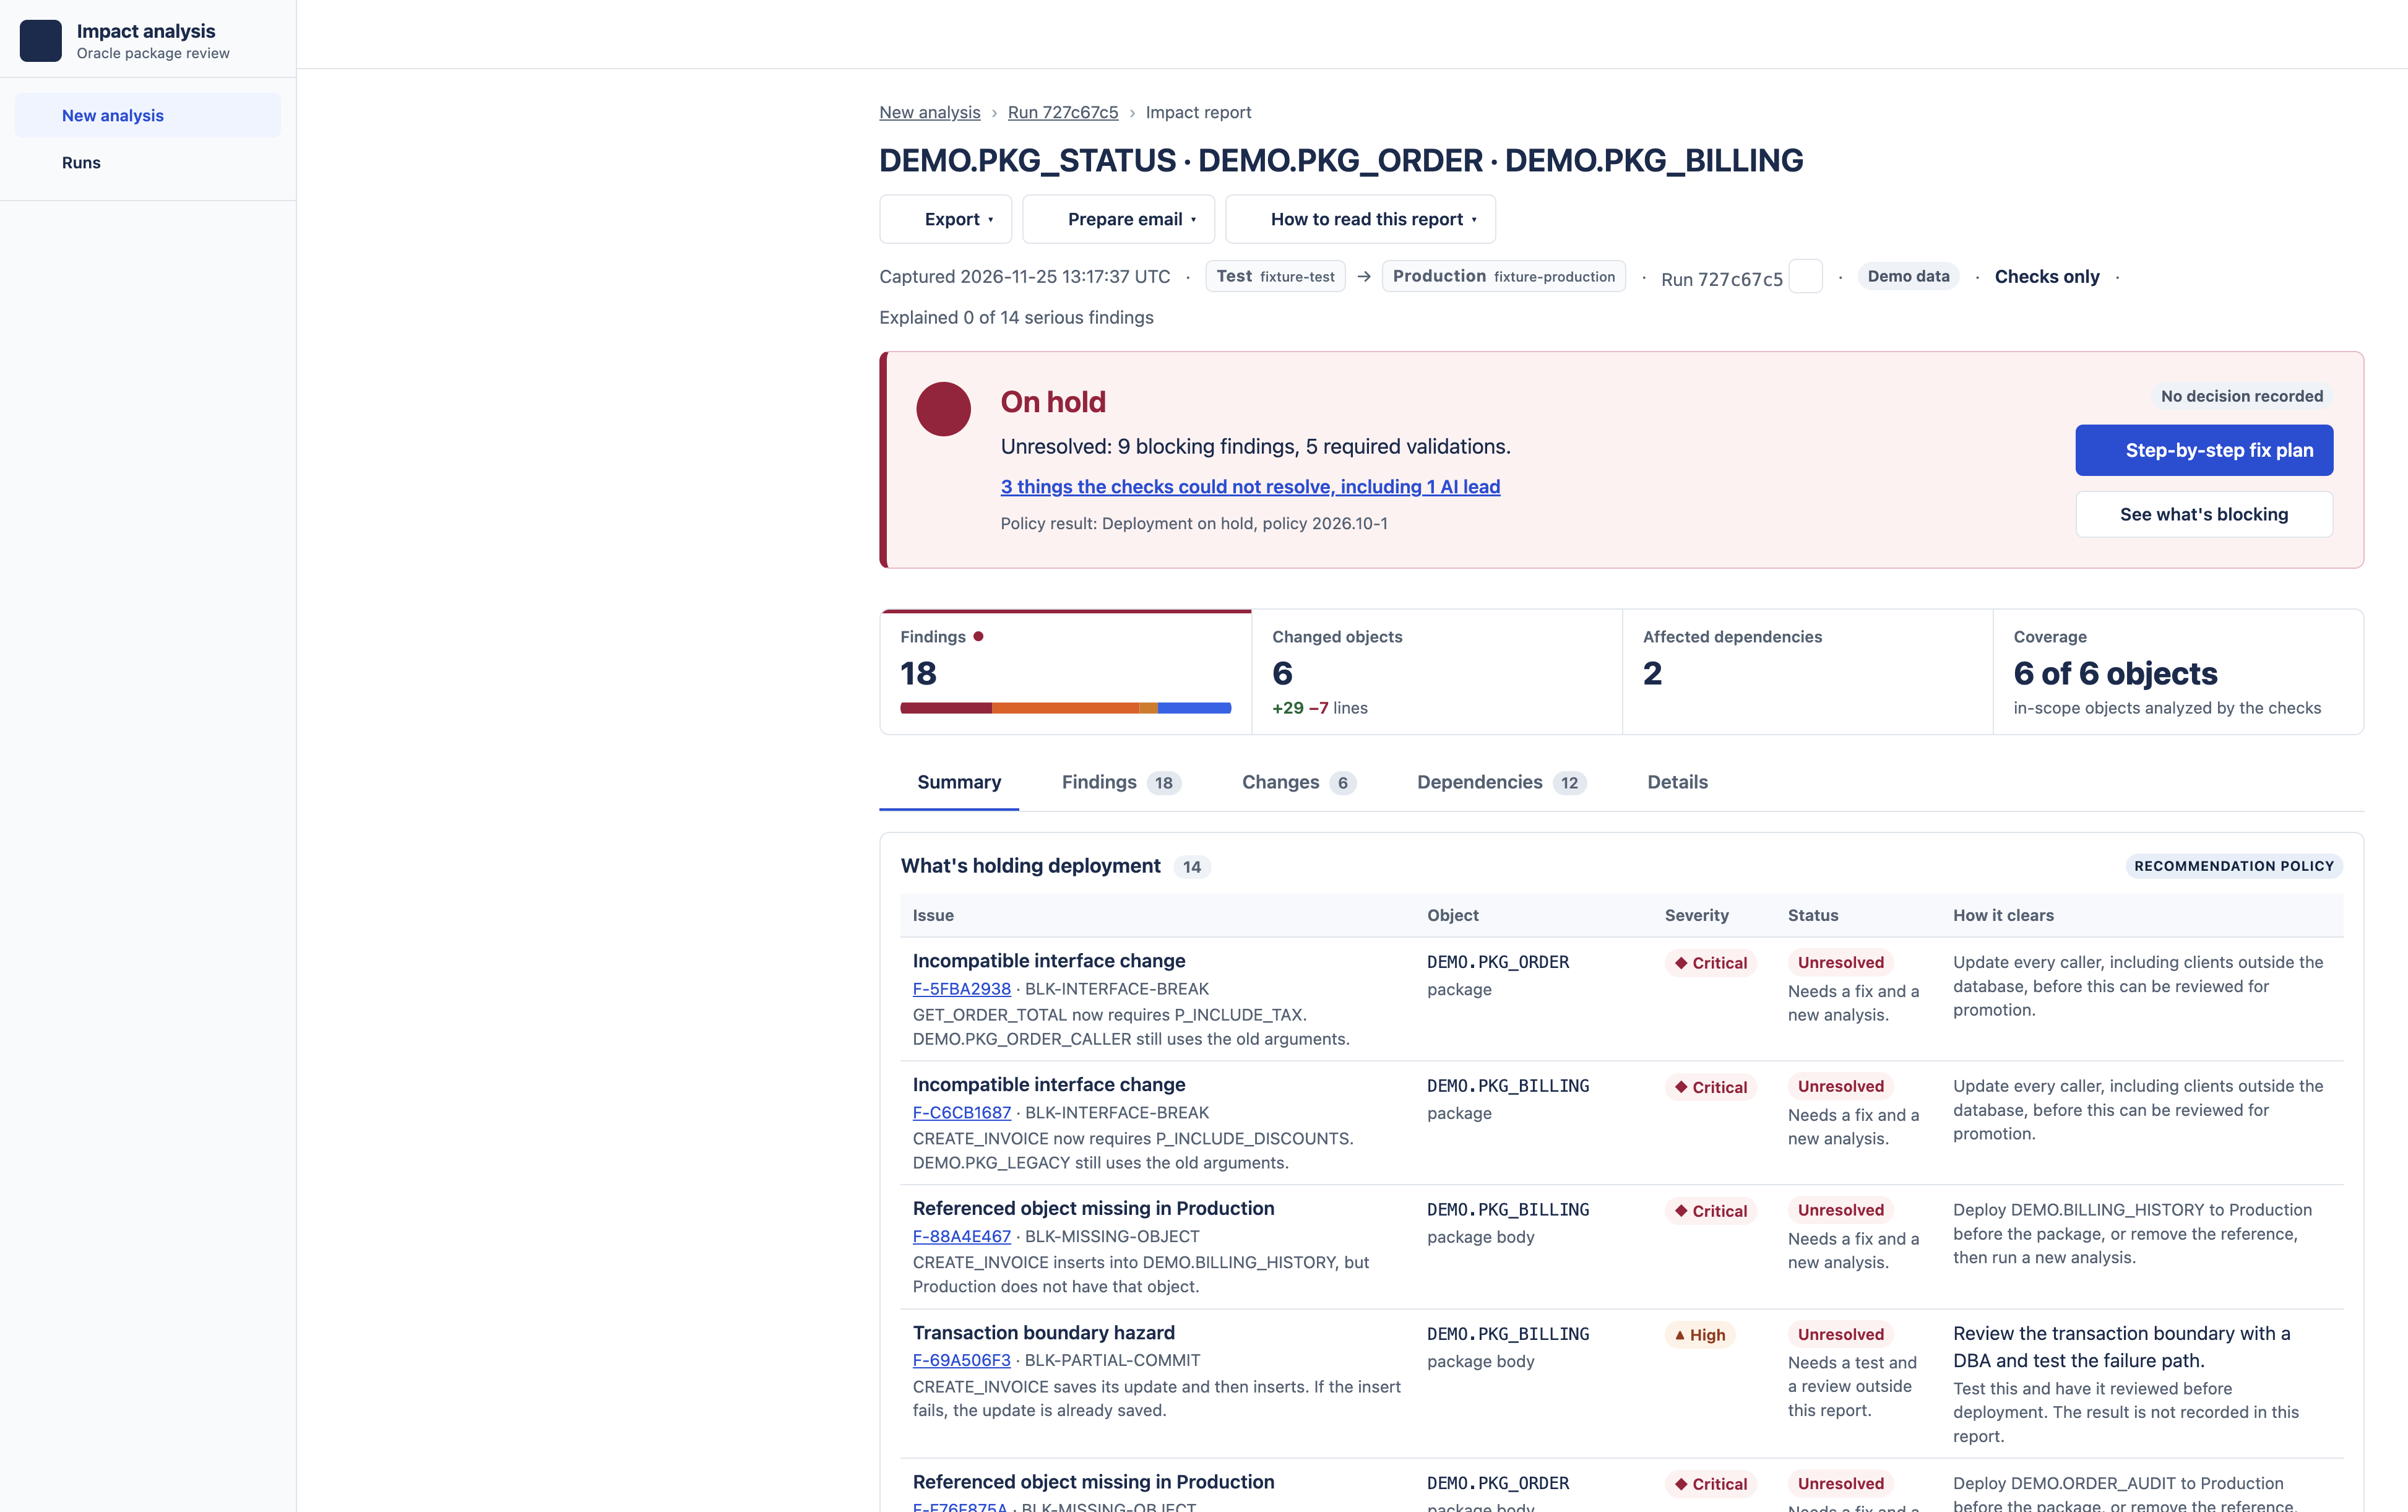 Impact analysis
Oracle package review
New analysis
Runs
New analysis › Run 727c67c5 › Impact report
DEMO.PKG_STATUS · DEMO.PKG_ORDER · DEMO.PKG_BILLING
Export ▾ Prepare email ▾ How to read this report ▾
Captured 2026-11-25 13:17:37 UTC · Test fixture-test → Production fixture-production · Run 727c67c5 · Demo data · Checks only ·
Explained 0 of 14 serious findings
On hold
Unresolved: 9 blocking findings, 5 required validations.
3 things the checks could not resolve, including 1 AI lead
Policy result: Deployment on hold, policy 2026.10-1
No decision recorded
Step-by-step fix plan
See what's blocking
Findings
18
Changed objects
6
+29 −7 lines
Affected dependencies
2
Coverage
6 of 6 objects
in-scope objects analyzed by the checks
Summary Findings 18 Changes 6 Dependencies 12 Details
What's holding deployment 14
RECOMMENDATION POLICY
Issue Object Severity Status How it clears
Incompatible interface change
F-5FBA2938 · BLK-INTERFACE-BREAK
GET_ORDER_TOTAL now requires P_INCLUDE_TAX.
DEMO.PKG_ORDER_CALLER still uses the old arguments.
DEMO.PKG_ORDER
package
Critical
Unresolved
Needs a fix and a
new analysis.
Update every caller, including clients outside the
database, before this can be reviewed for
promotion.
Incompatible interface change
F-C6CB1687 · BLK-INTERFACE-BREAK
CREATE_INVOICE now requires P_INCLUDE_DISCOUNTS.
DEMO.PKG_LEGACY still uses the old arguments.
DEMO.PKG_BILLING
package
Critical
Unresolved
Needs a fix and a
new analysis.
Update every caller, including clients outside the
database, before this can be reviewed for
promotion.
Referenced object missing in Production
F-88A4E467 · BLK-MISSING-OBJECT
CREATE_INVOICE inserts into DEMO.BILLING_HISTORY, but
Production does not have that object.
DEMO.PKG_BILLING
package body
Critical
Unresolved
Needs a fix and a
new analysis.
Deploy DEMO.BILLING_HISTORY to Production
before the package, or remove the reference,
then run a new analysis.
Transaction boundary hazard
F-69A506F3 · BLK-PARTIAL-COMMIT
CREATE_INVOICE saves its update and then inserts. If the insert
fails, the update is already saved.
DEMO.PKG_BILLING
package body
High
Unresolved
Needs a test and
a review outside
this report.
Review the transaction boundary with a
DBA and test the failure path.
Test this and have it reviewed before
deployment. The result is not recorded in this
report.
Referenced object missing in Production
F-F76F875A · BLK-MISSING-OBJECT
DEMO.PKG_ORDER
package body
Critical
Unresolved
Needs a fix and a
Deploy DEMO.ORDER_AUDIT to Production
before the package, or remove the reference,